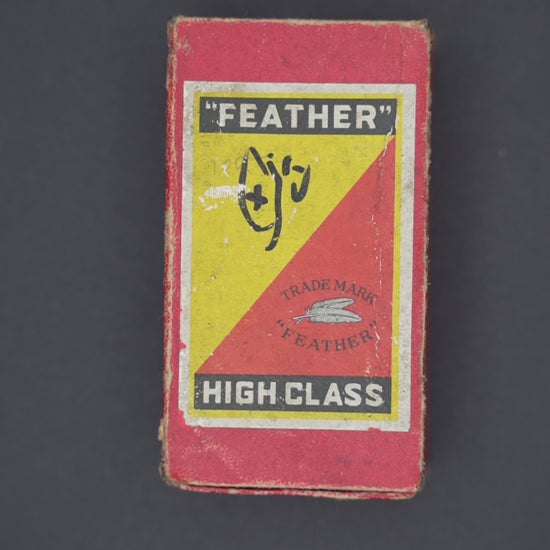 "FEATHER"
TRADE MARK
"FEATHER"
HIGH CLASS